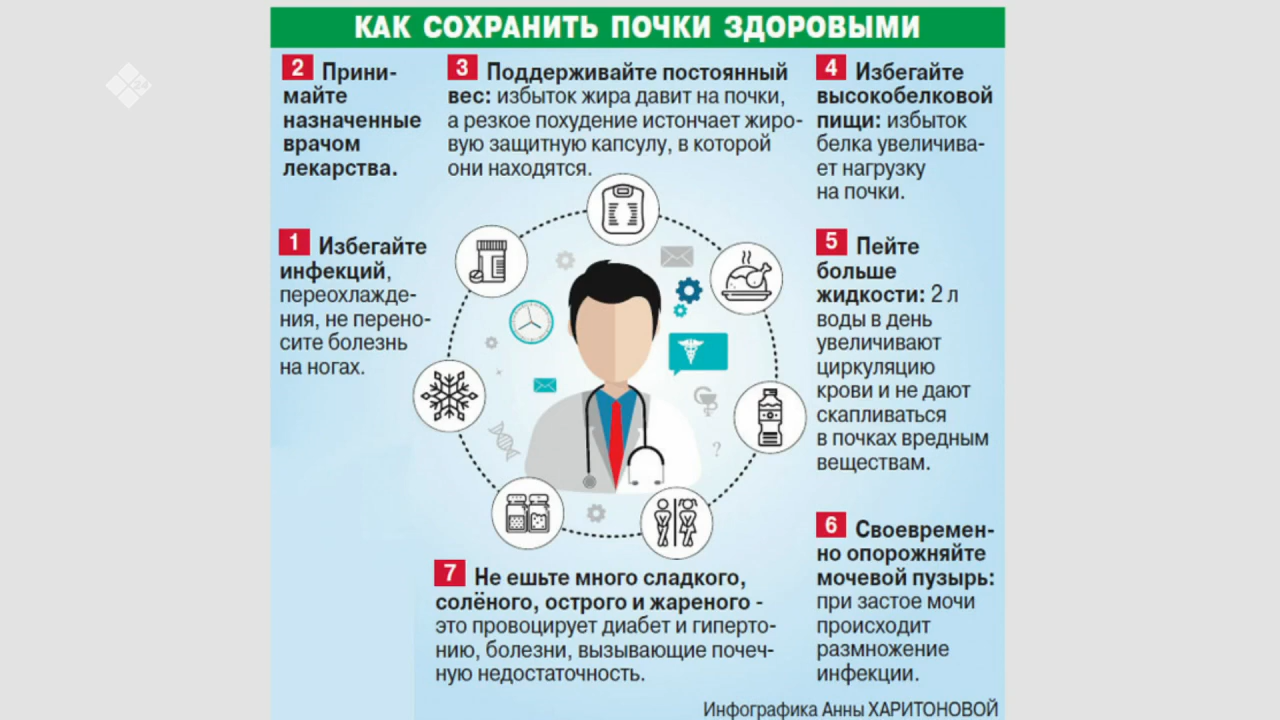 КАК СОХРАНИТЬ ПОЧКИ ЗДОРОВЫМИ
1 Избегайте
инфекций,
переохлажде-
ния, не перено-
сите болезнь
на ногах.
2 Прини-
майте
назначенные
врачом
лекарства.
3 Поддерживайте постоянный
вес: избыток жира давит на почки,
а резкое похудение истончает жиро-
вую защитную капсулу, в которой
они находятся.
4 Избегайте
высокобелковой
пищи: избыток
белка увеличива-
ет нагрузку
на почки.
5 Пейте
больше
жидкости: 2 л
воды в день
увеличивают
циркуляцию
крови и не дают
скапливаться
в почках вредным
веществам.
6 Своевремен-
но опорожняйте
мочевой пузырь:
при застое мочи
происходит
размножение
инфекции.
7 Не ешьте много сладкого,
солёного, острого и жареного -
это провоцирует диабет и гиперто-
нию, болезни, вызывающие почеч-
ную недостаточность.
?
Инфографика Анны ХАРИТОНОВОЙ
24